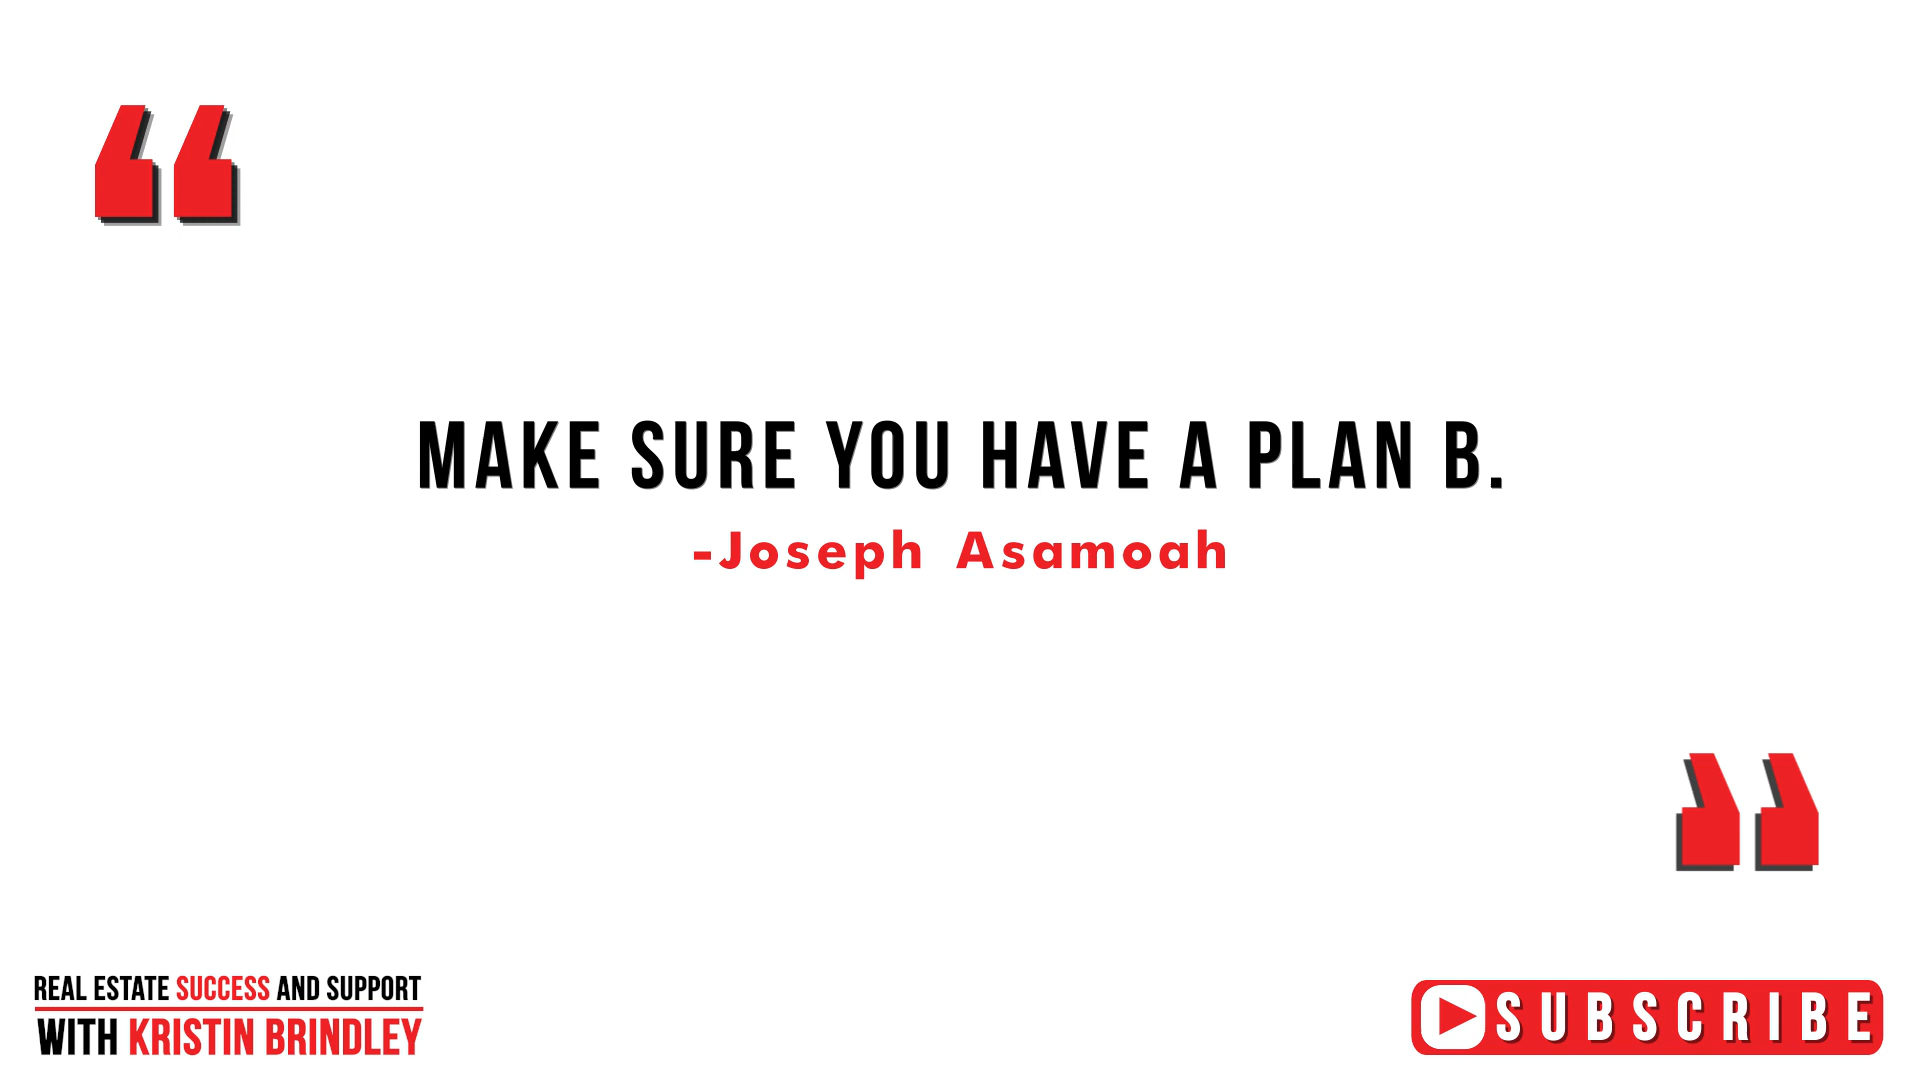 “
MAKE SURE YOU HAVE A PLAN B.
-Joseph Asamoah
”
REAL ESTATE SUCCESS AND SUPPORT
WITH KRISTIN BRINDLEY
SUBSCRIBE